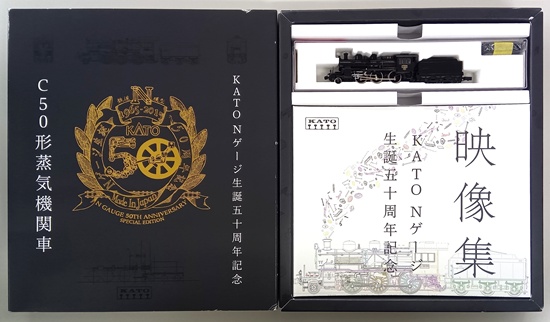 KATO Nゲージ生誕五十周年記念
C50形蒸気機関車
N
1965-201
KATO
50
Made in Japan
N GAUGE 50TH ANNIVERSARY
SPECIAL EDITION
KATO
KATO
映像集
KATO Nゲージ
生誕五十周年記念